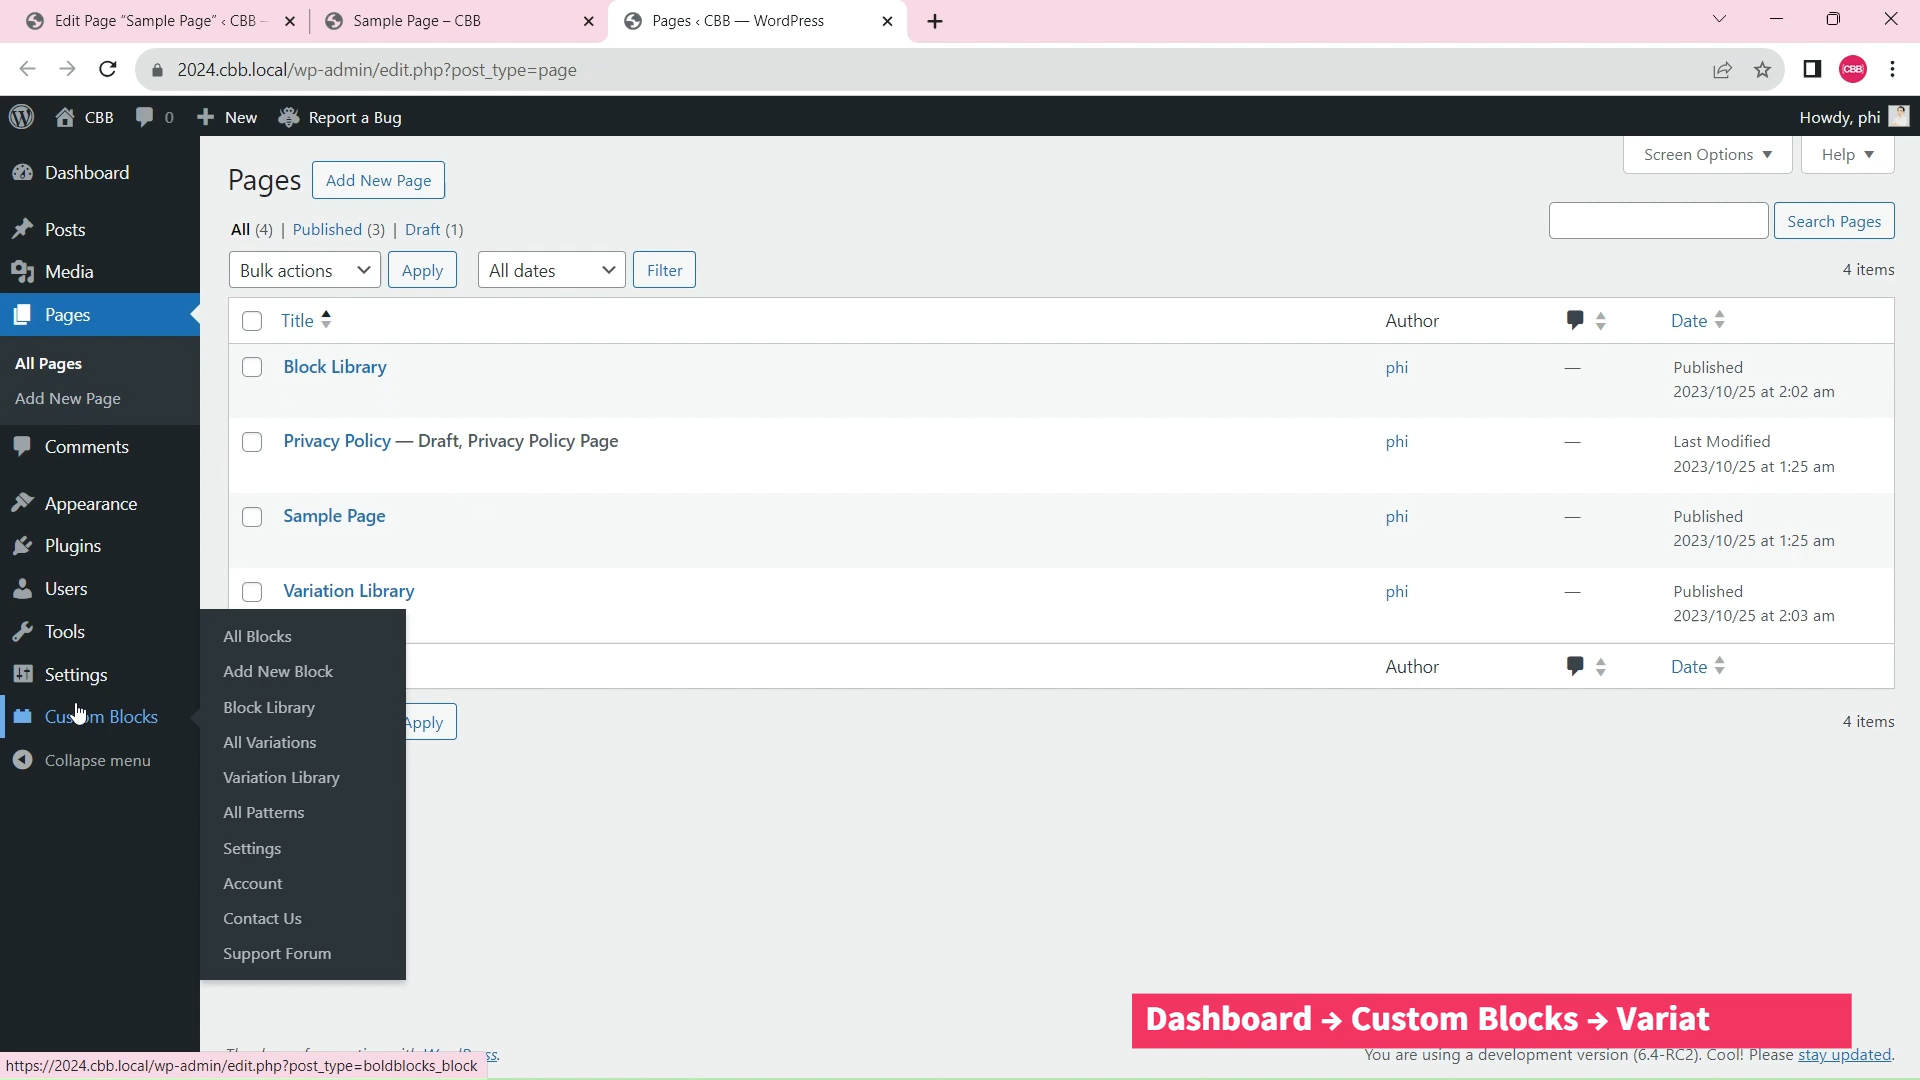 Edit Page "Sample Page" ‹ CBB –
Sample Page – CBB
Pages ‹ CBB — WordPress
2024.cbb.local/wp-admin/edit.php?post_type=page
CBB
CBB
0
New
Report a Bug
Howdy, phi
Dashboard
Posts
Media
Pages
All Pages
Add New Page
Comments
Appearance
Plugins
Users
Tools
Settings
Custom Blocks
Collapse menu
Pages
Add New Page
Screen Options
Help
All (4) | Published (3) | Draft (1)
Search Pages
Bulk actions
Apply
All dates
Filter
4 items
Title
Author
Date
Block Library
phi
—
Published
2023/10/25 at 2:02 am
Privacy Policy — Draft, Privacy Policy Page
phi
—
Last Modified
2023/10/25 at 1:25 am
Sample Page
phi
—
Published
2023/10/25 at 1:25 am
Variation Library
phi
—
Published
2023/10/25 at 2:03 am
Author
Date
Apply
4 items
All Blocks
Add New Block
Block Library
All Variations
Variation Library
All Patterns
Settings
Account
Contact Us
Support Forum
Dashboard → Custom Blocks → Variat
You are using a development version (6.4-RC2). Cool! Please stay updated.
https://2024.cbb.local/wp-admin/edit.php?post_type=boldblocks_block